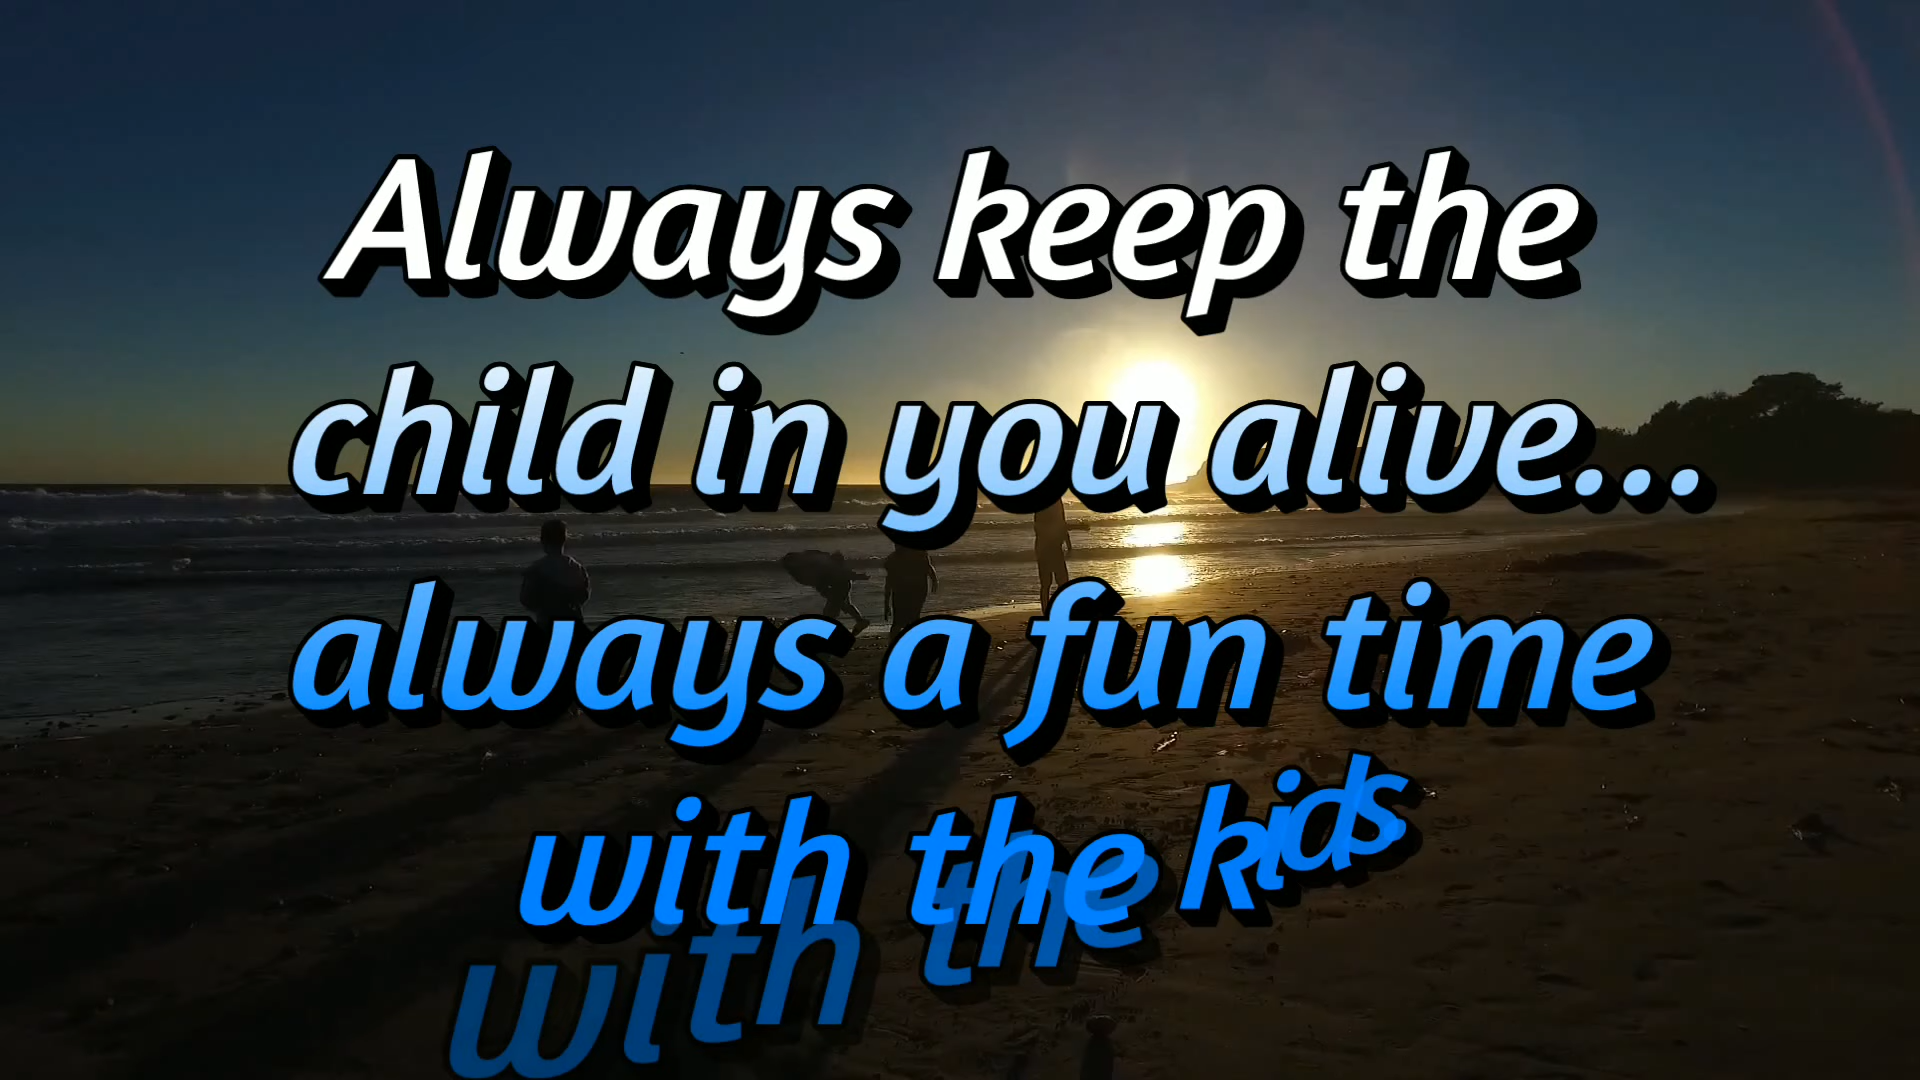 Always keep the
child in you alive...
always a fun time
with the kids
with the